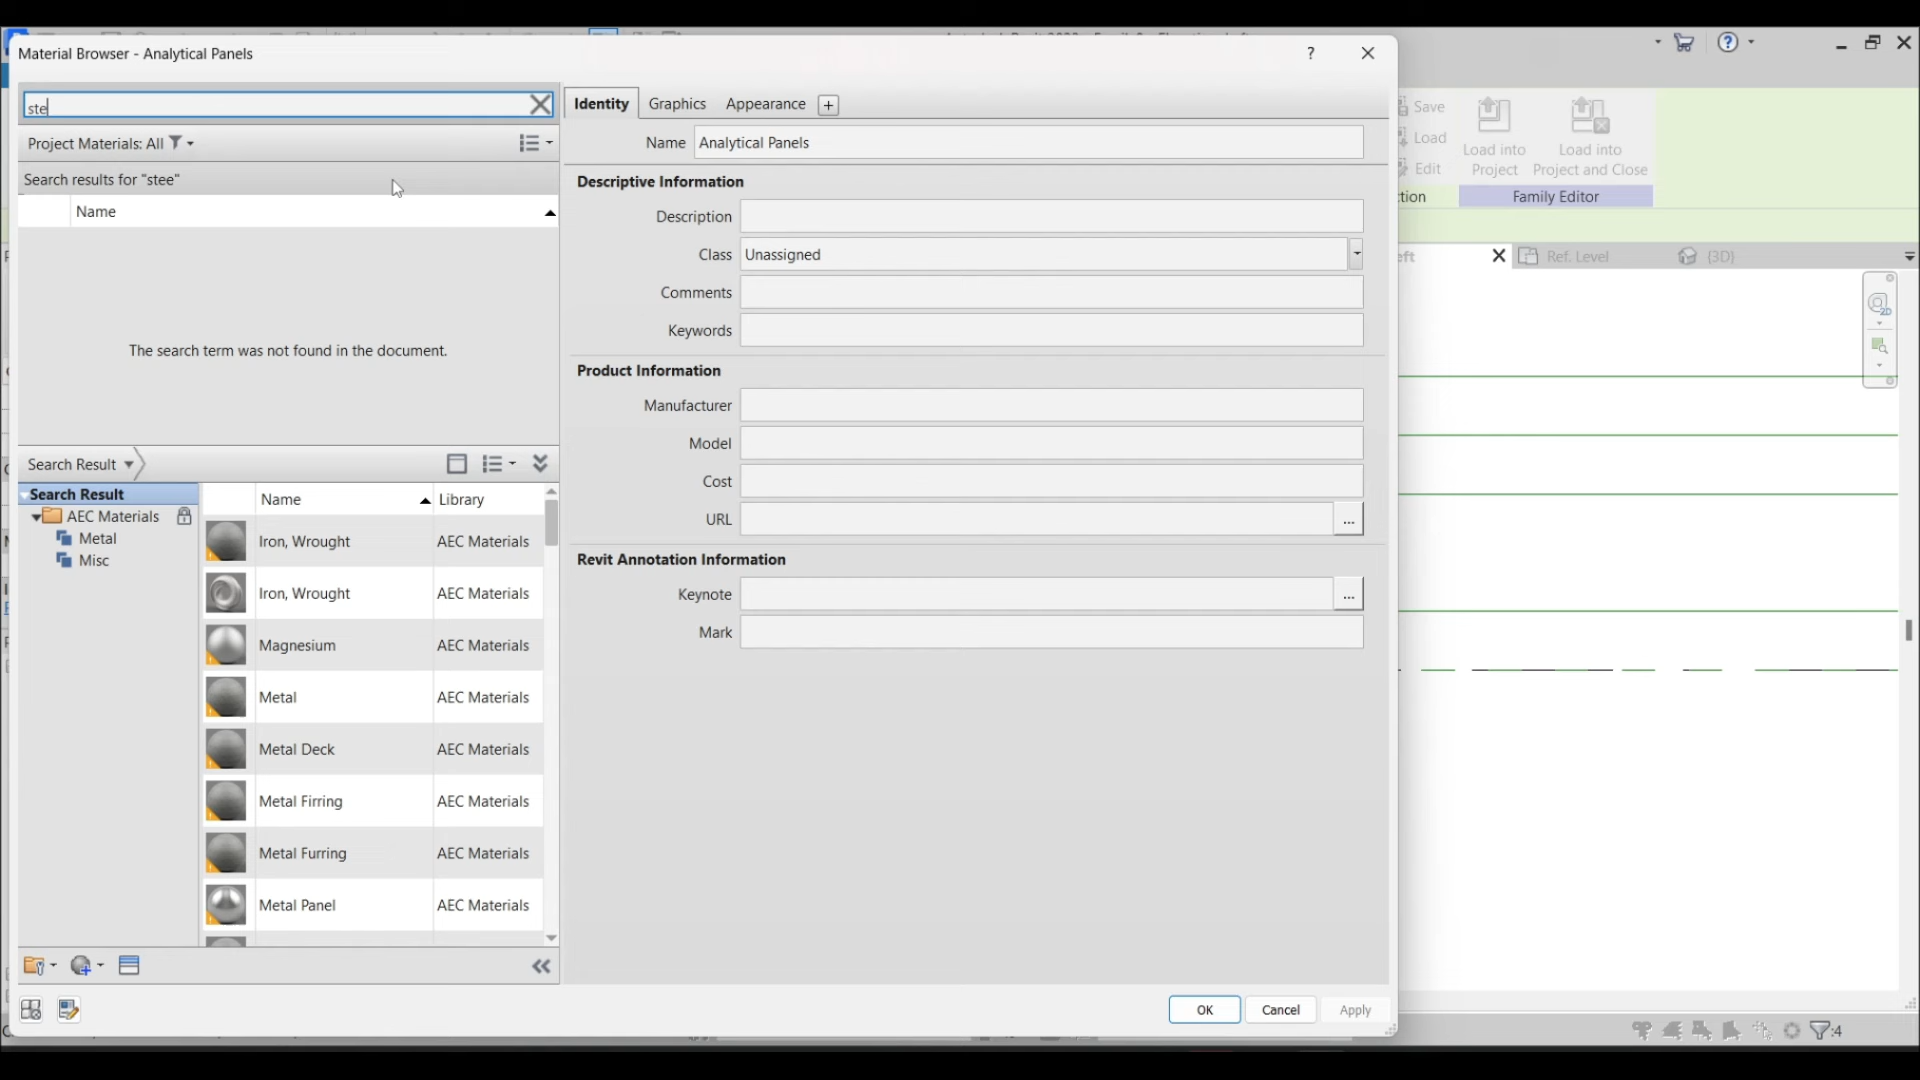 Material Browser - Analytical Panels
?
ste
Project Materials: All
Search results for "stee"
Name
The search term was not found in the document.
Search Result
Search Result
AEC Materials
Metal
Misc
Name Library
Iron, Wrought AEC Materials
Iron, Wrought AEC Materials
Magnesium AEC Materials
Metal AEC Materials
Metal Deck AEC Materials
Metal Firring AEC Materials
Metal Furring AEC Materials
Metal Panel AEC Materials
Identity Graphics Appearance +
Name Analytical Panels
Descriptive Information
Description
Class Unassigned
Comments
Keywords
Product Information
Manufacturer
Model
Cost
URL ...
Revit Annotation Information
Keynote ...
Mark
OK Cancel Apply
Save
Load
Edit
Load into
Project
Load into
Project and Close
tion
Family Editor
eft
Ref. Level
{3D}
2D
:4